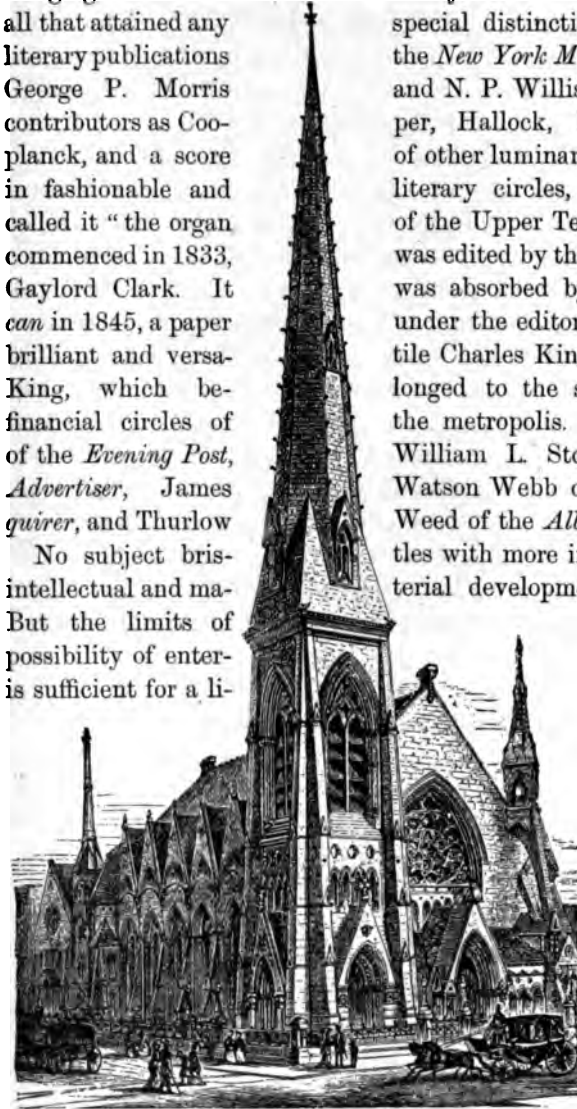 all that attained any special distincti
literary publications the New York M
George P. Morris and N. P. Willis
contributors as Coo- per, Hallock,
planck, and a score of other luminar
in fashionable and literary circles,
called it “ the organ of the Upper Te
commenced in 1833, was edited by th
Gaylord Clark. It was absorbed b
can in 1845, a paper under the editor
brilliant and versa- tile Charles Kin
King, which be- longed to the s
financial circles of the metropolis.
of the Evening Post, William L. Sto
Advertiser, James Watson Webb o
quirer, and Thurlow Weed of the Alb
No subject bris- tles with more i
intellectual and ma- terial developm
But the limits of
possibility of enter-
is sufficient for a li-